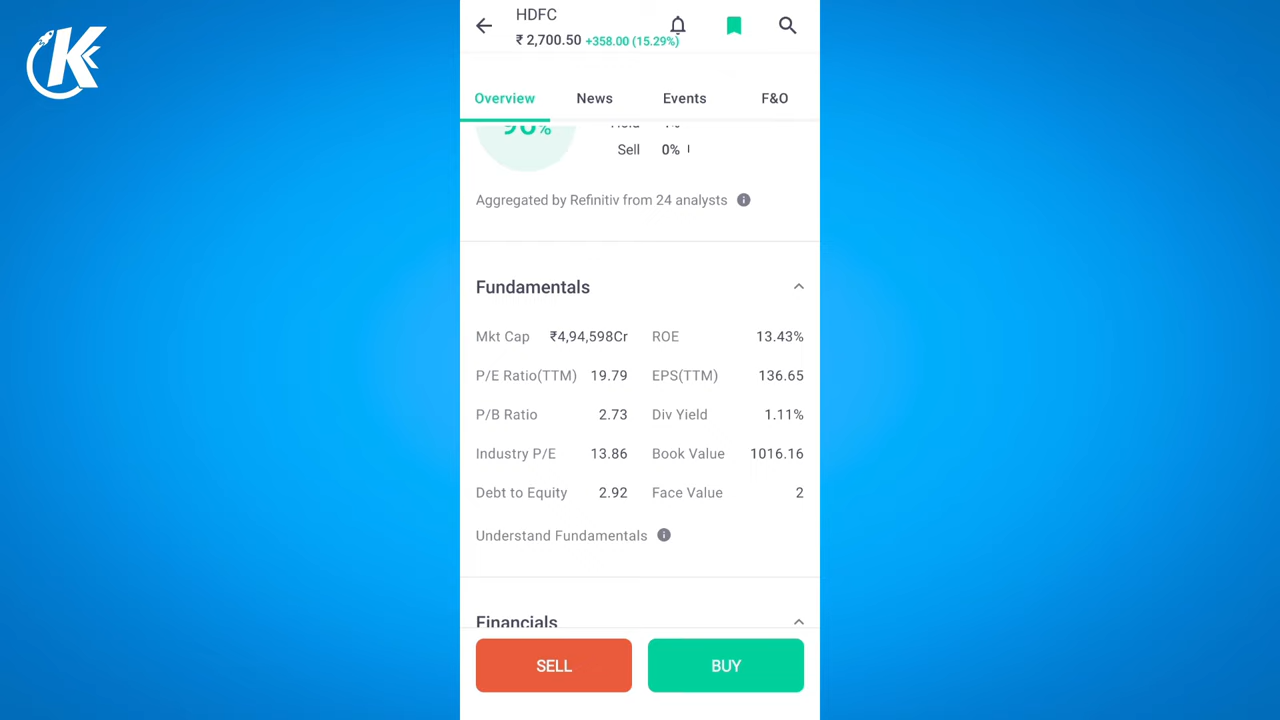 K
HDFC
₹ 2,700.50 +358.00 (15.29%)
Overview News Events F&O
Sell 0%
Aggregated by Refinitiv from 24 analysts
Fundamentals
Mkt Cap ₹4,94,598Cr ROE 13.43%
P/E Ratio(TTM) 19.79 EPS(TTM) 136.65
P/B Ratio 2.73 Div Yield 1.11%
Industry P/E 13.86 Book Value 1016.16
Debt to Equity 2.92 Face Value 2
Understand Fundamentals
Financials
SELL BUY